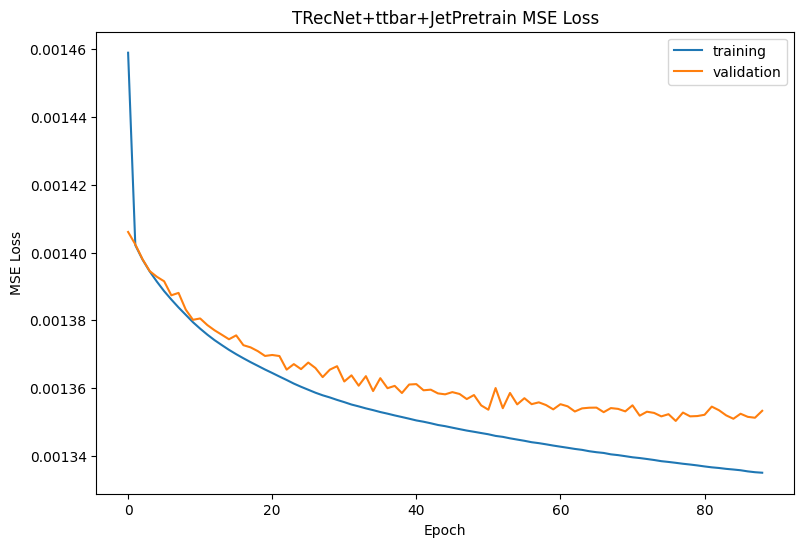 TRecNet+ttbar+JetPretrain MSE Loss
training
validation
MSE Loss
0.00146
0.00144
0.00142
0.00140
0.00138
0.00136
0.00134
0
20
40
60
80
Epoch